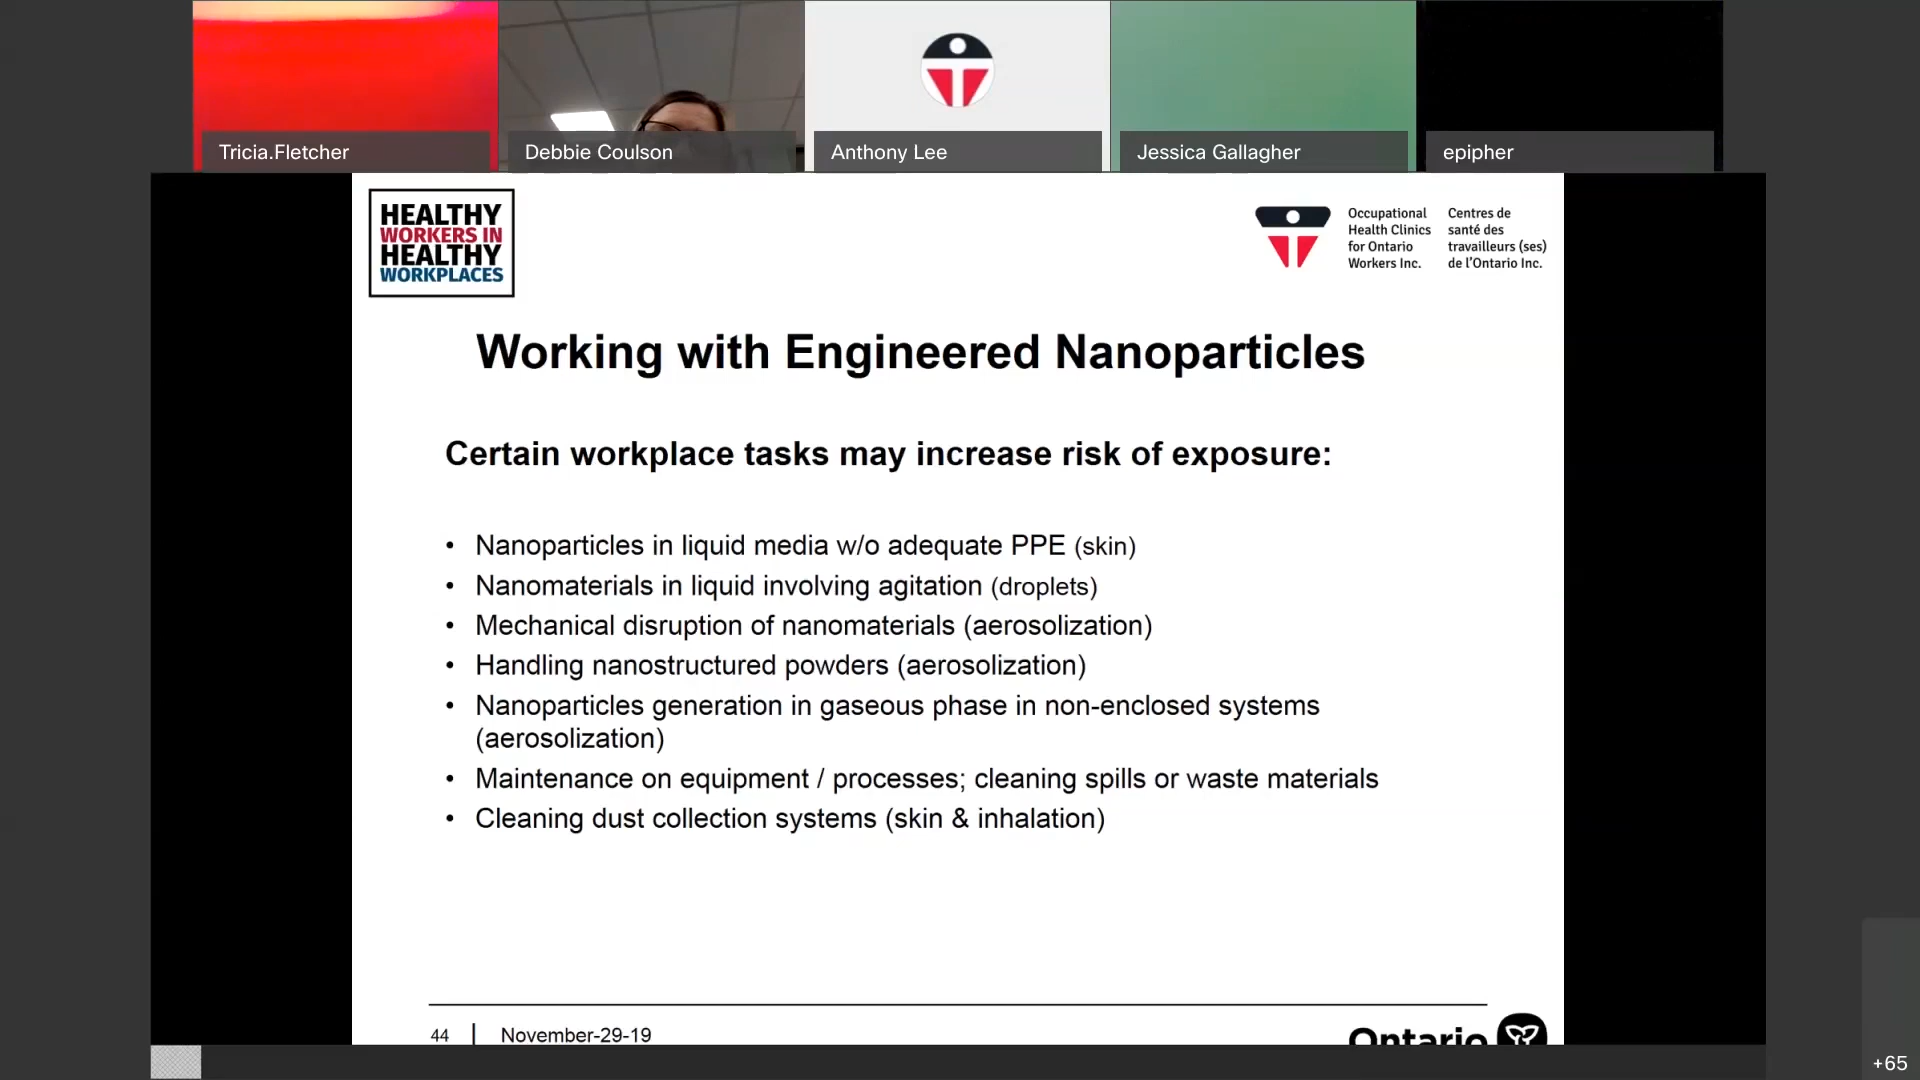 Tricia.Fletcher
Debbie Coulson
Anthony Lee
Jessica Gallagher
epipher
HEALTHY
WORKERS IN
HEALTHY
WORKPLACES
Occupational
Health Clinics
for Ontario
Workers Inc.
Centres de
santé des
travailleurs (ses)
de l'Ontario Inc.
Working with Engineered Nanoparticles
Certain workplace tasks may increase risk of exposure:
• Nanoparticles in liquid media w/o adequate PPE (skin)
• Nanomaterials in liquid involving agitation (droplets)
• Mechanical disruption of nanomaterials (aerosolization)
• Handling nanostructured powders (aerosolization)
• Nanoparticles generation in gaseous phase in non-enclosed systems
(aerosolization)
• Maintenance on equipment / processes; cleaning spills or waste materials
• Cleaning dust collection systems (skin & inhalation)
44 | November-29-19
Ontario
+65